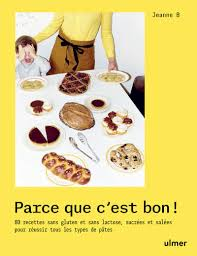 Jeanne B
Parce que c'est bon !
80 recettes sans gluten et sans lactose, sucrées et salées
pour réussir tous les types de pâtes
ulmer